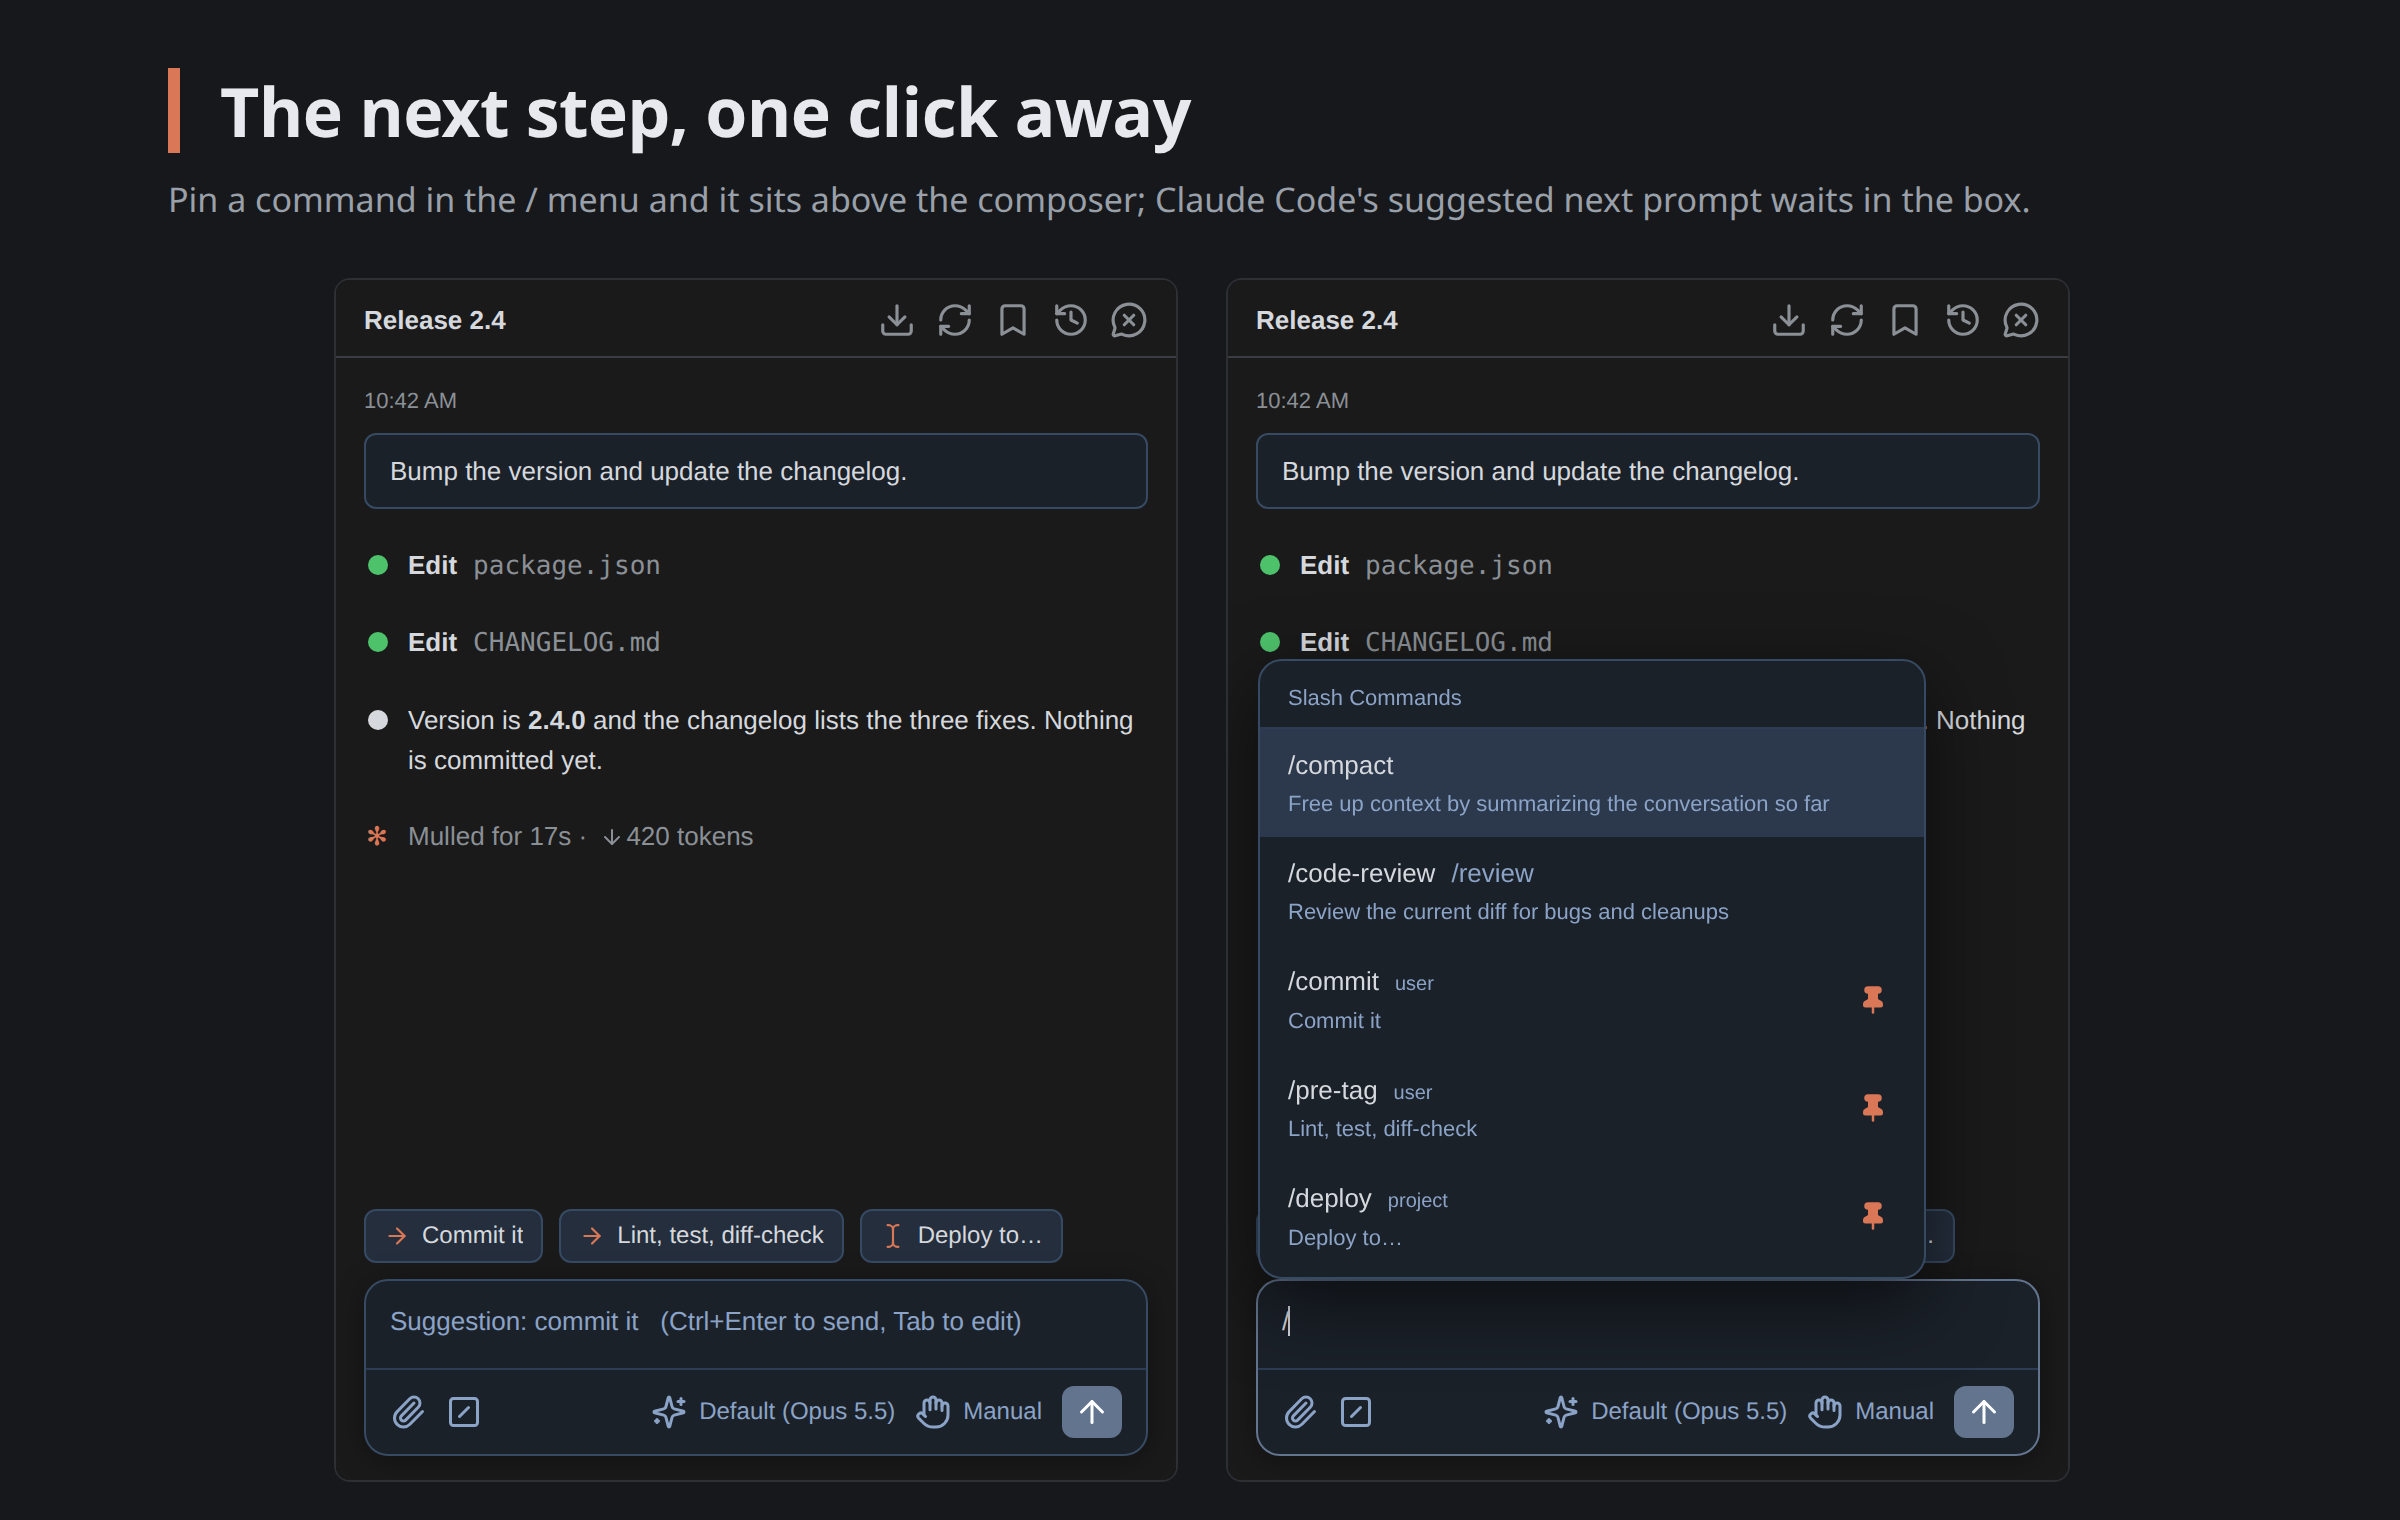 The next step, one click away
Pin a command in the / menu and it sits above the composer; Claude Code's suggested next prompt waits in the box.
Release 2.4
10:42 AM
Bump the version and update the changelog.
Edit package.json
Edit CHANGELOG.md
Version is 2.4.0 and the changelog lists the three fixes. Nothing
is committed yet.
✻ Mulled for 17s · ↓ 420 tokens
→ Commit it
→ Lint, test, diff-check
Deploy to…
Suggestion: commit it (Ctrl+Enter to send, Tab to edit)
Default (Opus 5.5) Manual
Release 2.4
10:42 AM
Bump the version and update the changelog.
Edit package.json
Edit CHANGELOG.md
Nothing
Slash Commands
/compact
Free up context by summarizing the conversation so far
/code-review /review
Review the current diff for bugs and cleanups
/commit user
Commit it
/pre-tag user
Lint, test, diff-check
/deploy project
Deploy to…
/
Default (Opus 5.5) Manual